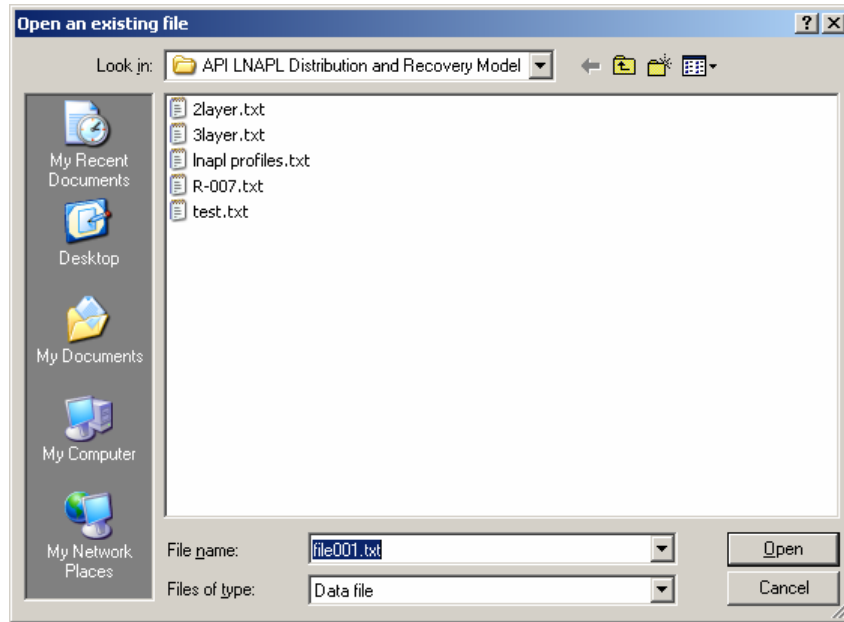 Open an existing file
Look in: API LNAPL Distribution and Recovery Model
My Recent
Documents
Desktop
My Documents
My Computer
My Network
Places
2layer.txt
3layer.txt
lnapl profiles.txt
R-007.txt
test.txt
File name: file001.txt Open
Files of type: Data file Cancel